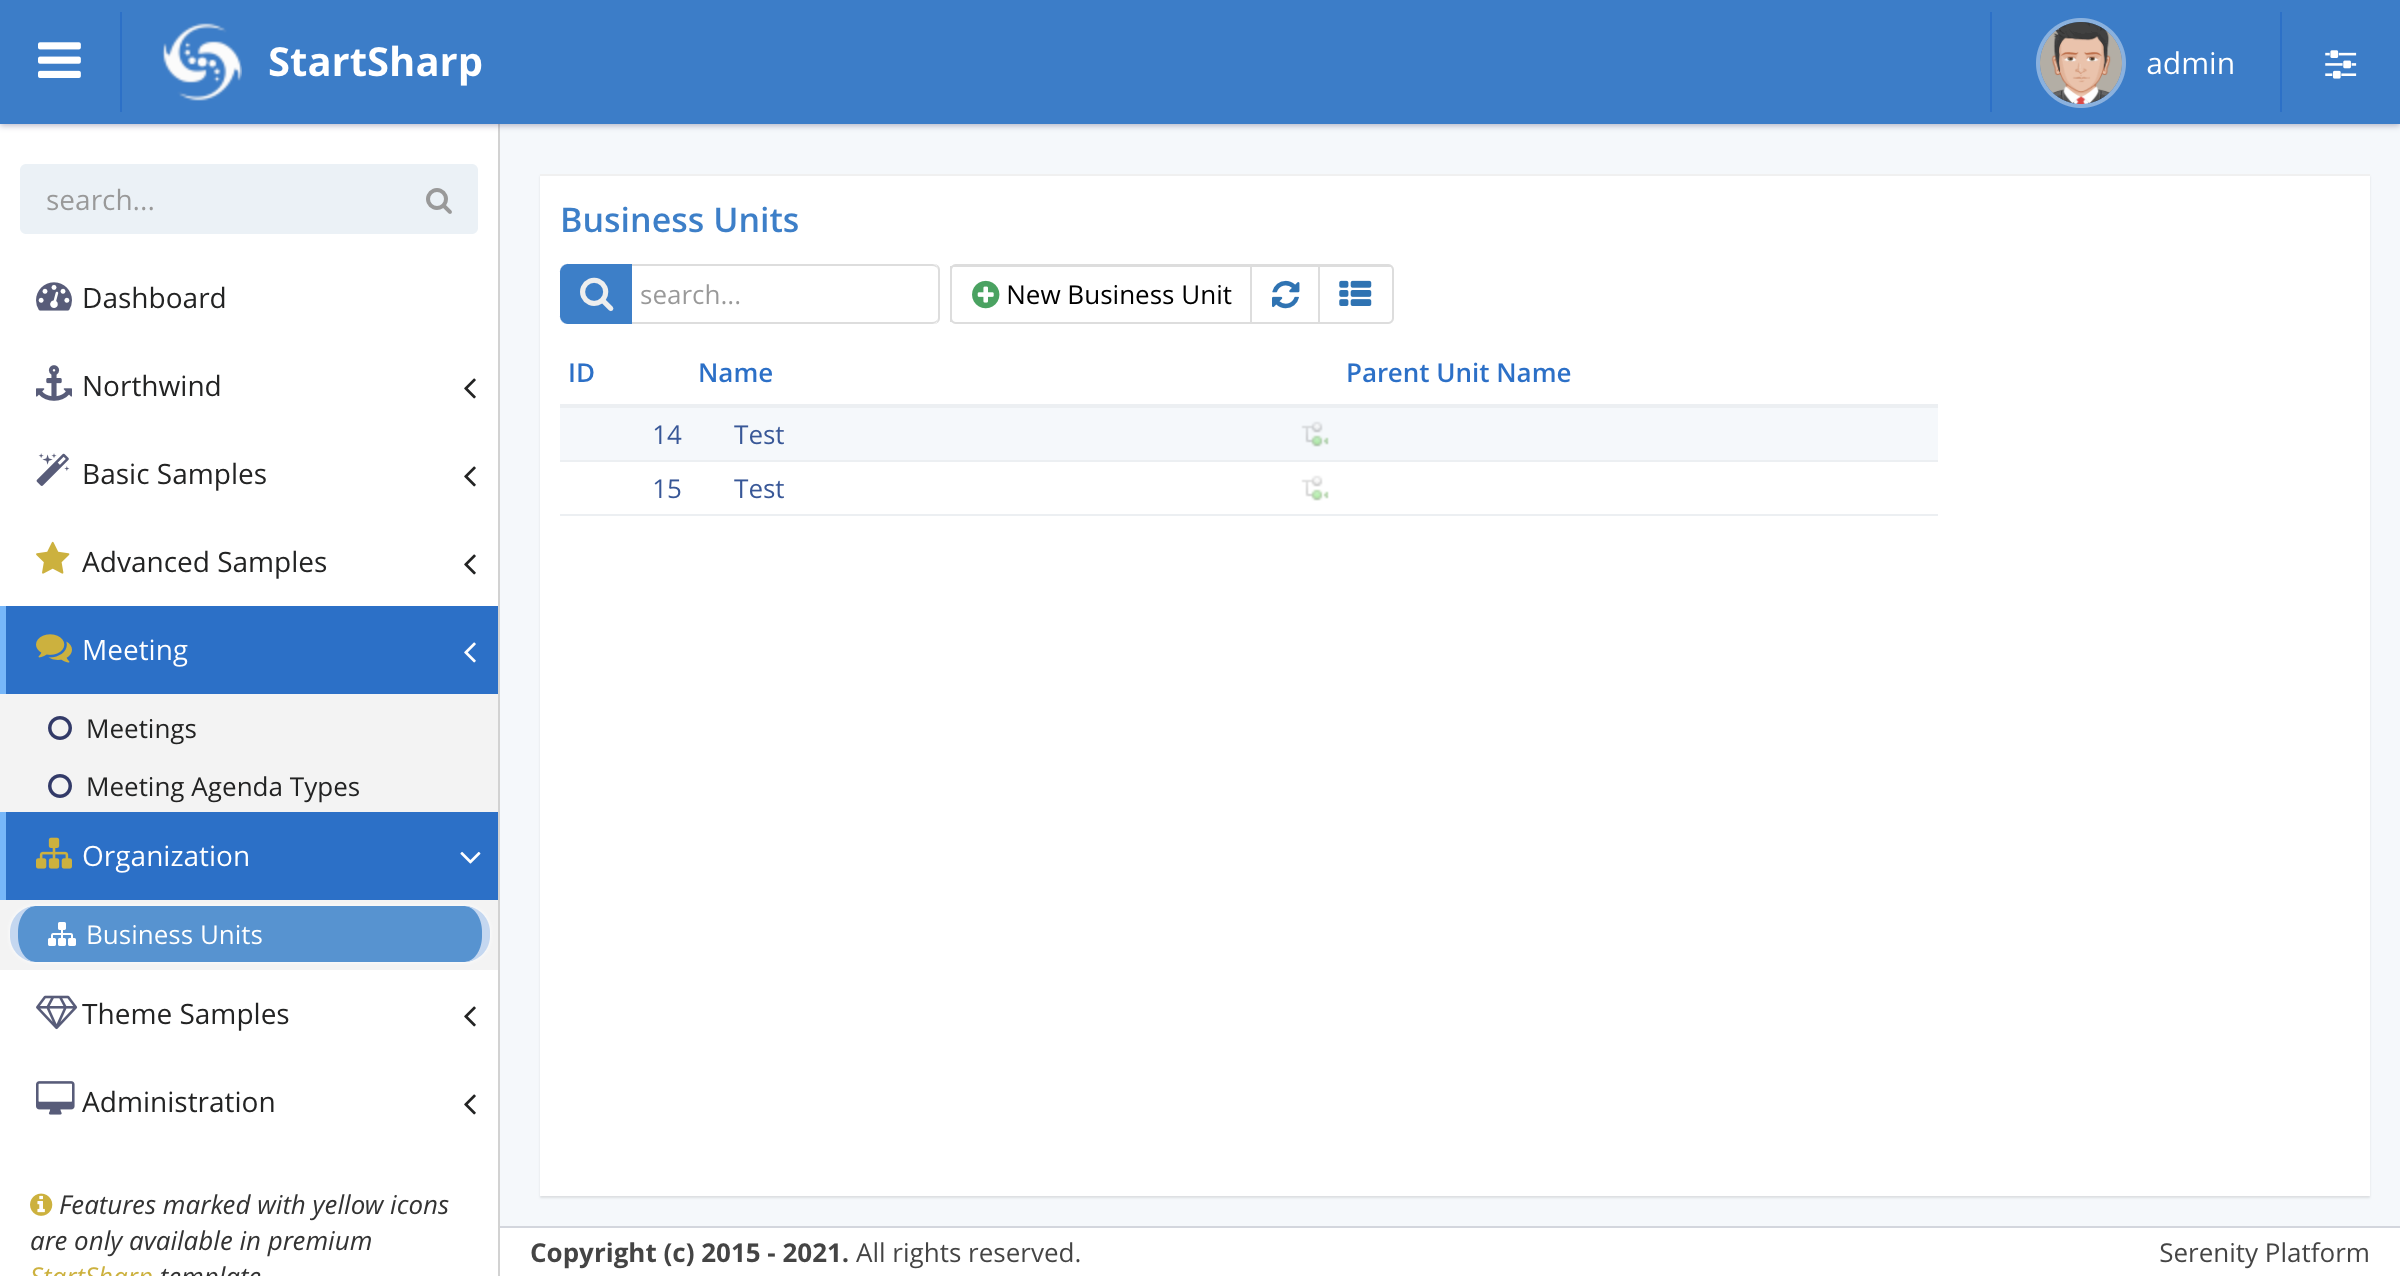 StartSharp
admin
search...
Dashboard
Northwind
Basic Samples
Advanced Samples
Meeting
Meetings
Meeting Agenda Types
Organization
Business Units
Theme Samples
Administration
Features marked with yellow icons
are only available in premium
StartSharp template
Business Units
search...
New Business Unit
ID Name Parent Unit Name
14 Test
15 Test
Copyright (c) 2015 - 2021. All rights reserved.
Serenity Platform